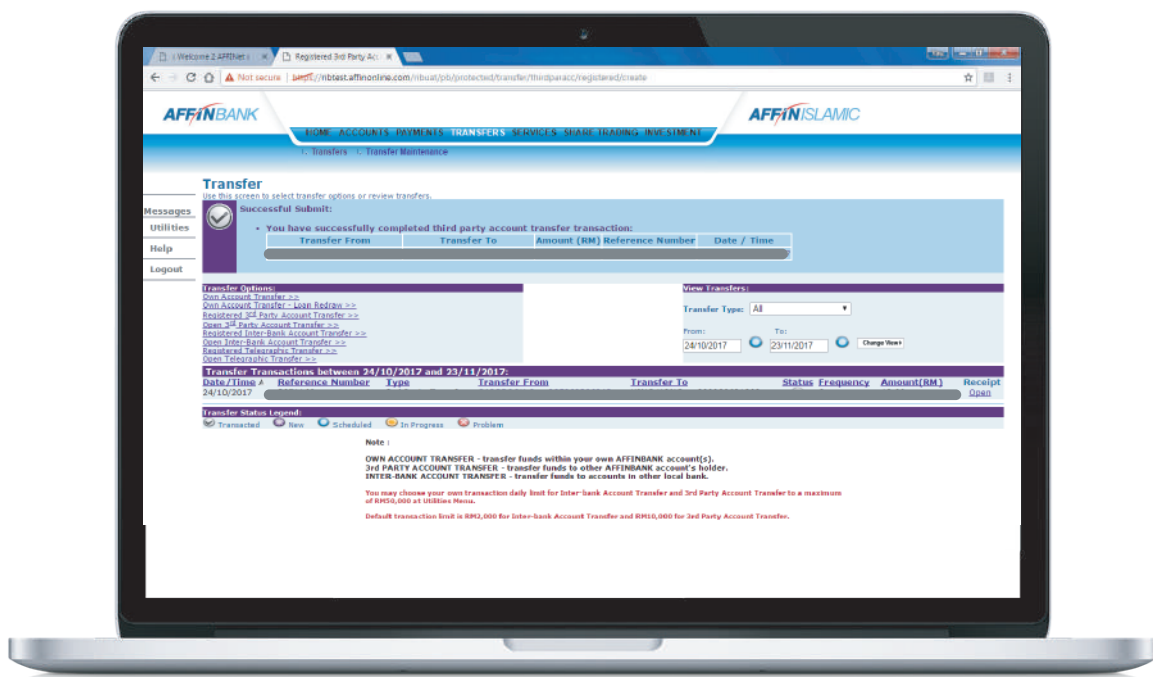 : Welcome 2 AFFINet :
Registered 3rd Party Acc
Not secure | https://ribtest.affinonline.com/ribuat/pb/protected/transfer/thirdparacc/registered/create
AFFINBANK
AFFINISLAMIC
HOME ACCOUNTS PAYMENTS TRANSFERS SERVICES SHARE TRADING INVESTMENT
Transfers Transfer Maintenance
Transfer
Use this screen to select transfer options or review transfers.
Messages
Utilities
Help
Logout
Successful Submit:
• You have successfully completed third party account transfer transaction:
Transfer From Transfer To Amount (RM) Reference Number Date / Time
Transfer Options:
Own Account Transfer >>
Own Account Transfer - Loan Redraw >>
Registered 3rd Party Account Transfer >>
Open 3rd Party Account Transfer >>
Registered Inter-Bank Account Transfer >>
Open Inter-Bank Account Transfer >>
Registered Telegraphic Transfer >>
Open Telegraphic Transfer >>
View Transfers:
Transfer Type: All
From: To:
24/10/2017 23/11/2017 Change View
Transfer Transactions between 24/10/2017 and 23/11/2017:
Date/Time Reference Number Type Transfer From Transfer To Status Frequency Amount(RM) Receipt
24/10/2017 Open
Transfer Status Legend:
Transacted New Scheduled In Progress Problem
Note :
OWN ACCOUNT TRANSFER - transfer funds within your own AFFINBANK account(s).
3rd PARTY ACCOUNT TRANSFER - transfer funds to other AFFINBANK account's holder.
INTER-BANK ACCOUNT TRANSFER - transfer funds to accounts in other local bank.
You may choose your own transaction daily limit for Inter-bank Account Transfer and 3rd Party Account Transfer to a maximum
of RM50,000 at Utilities Menu.
Default transaction limit is RM2,000 for Inter-bank Account Transfer and RM10,000 for 3rd Party Account Transfer.